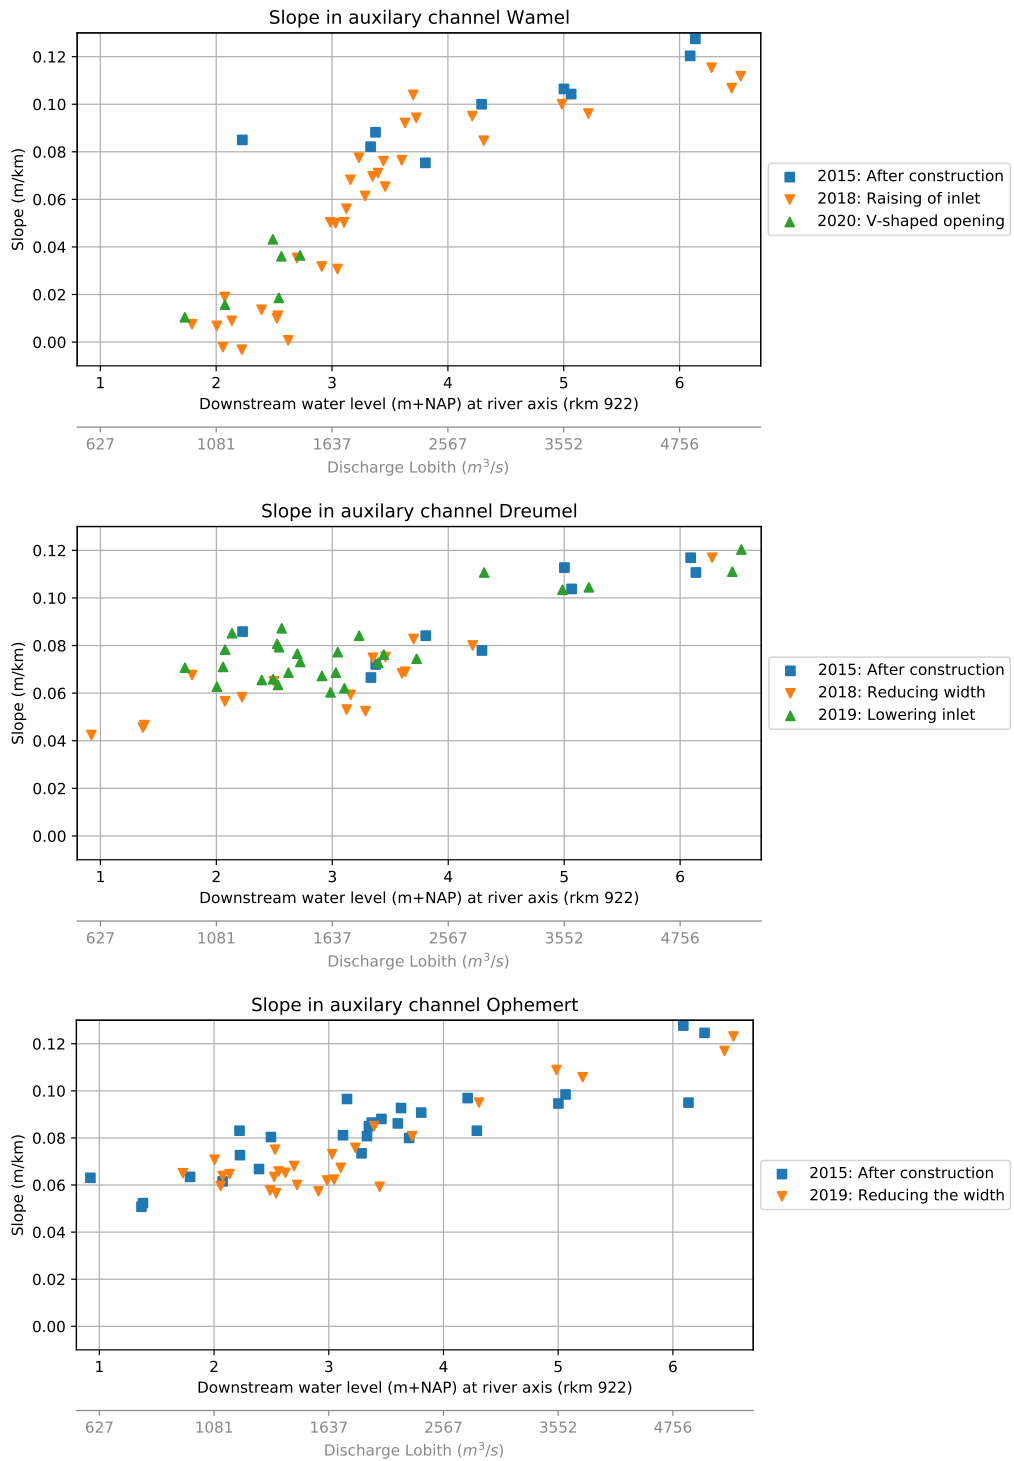 Slope in auxilary channel Wamel
0.12
0.10
0.08
0.06
0.04
0.02
0.00
Slope (m/km)
1 2 3 4 5 6
Downstream water level (m+NAP) at river axis (rkm 922)
627 1081 1637 2567 3552 4756
Discharge Lobith (m³/s)
2015: After construction
2018: Raising of inlet
2020: V-shaped opening
Slope in auxilary channel Dreumel
0.12
0.10
0.08
0.06
0.04
0.02
0.00
Slope (m/km)
1 2 3 4 5 6
Downstream water level (m+NAP) at river axis (rkm 922)
627 1081 1637 2567 3552 4756
Discharge Lobith (m³/s)
2015: After construction
2018: Reducing width
2019: Lowering inlet
Slope in auxilary channel Ophemert
0.12
0.10
0.08
0.06
0.04
0.02
0.00
Slope (m/km)
1 2 3 4 5 6
Downstream water level (m+NAP) at river axis (rkm 922)
627 1081 1637 2567 3552 4756
Discharge Lobith (m³/s)
2015: After construction
2019: Reducing the width